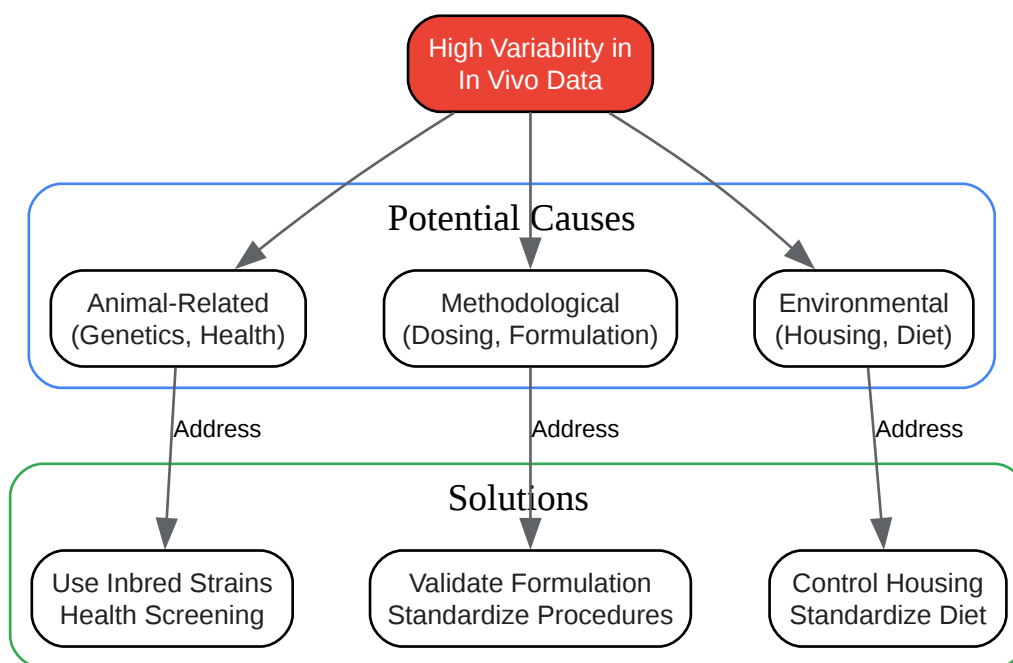 High Variability in
In Vivo Data
Potential Causes
Animal-Related
(Genetics, Health)
Methodological
(Dosing, Formulation)
Environmental
(Housing, Diet)
Address
Address
Address
Solutions
Use Inbred Strains
Health Screening
Validate Formulation
Standardize Procedures
Control Housing
Standardize Diet